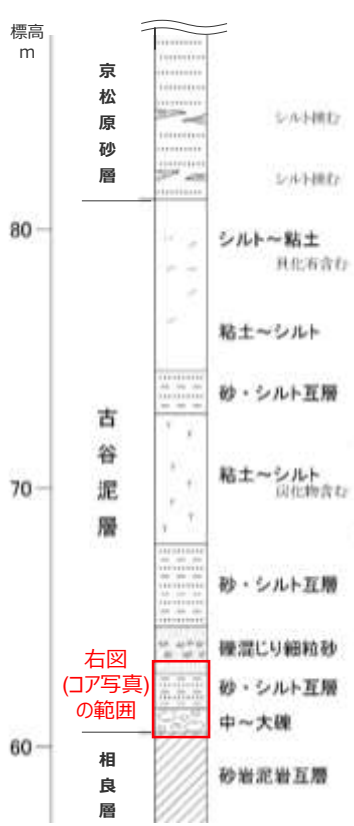 標高
m
京松原砂層
シルト挟む
シルト挟む
80
シルト～粘土
貝化石含む
粘土～シルト
砂・シルト互層
古谷泥層
70
粘土～シルト
炭化物含む
砂・シルト互層
礫混じり細粒砂
右図
(コア写真)
の範囲
砂・シルト互層
中～大礫
60
相良層
砂岩泥岩互層